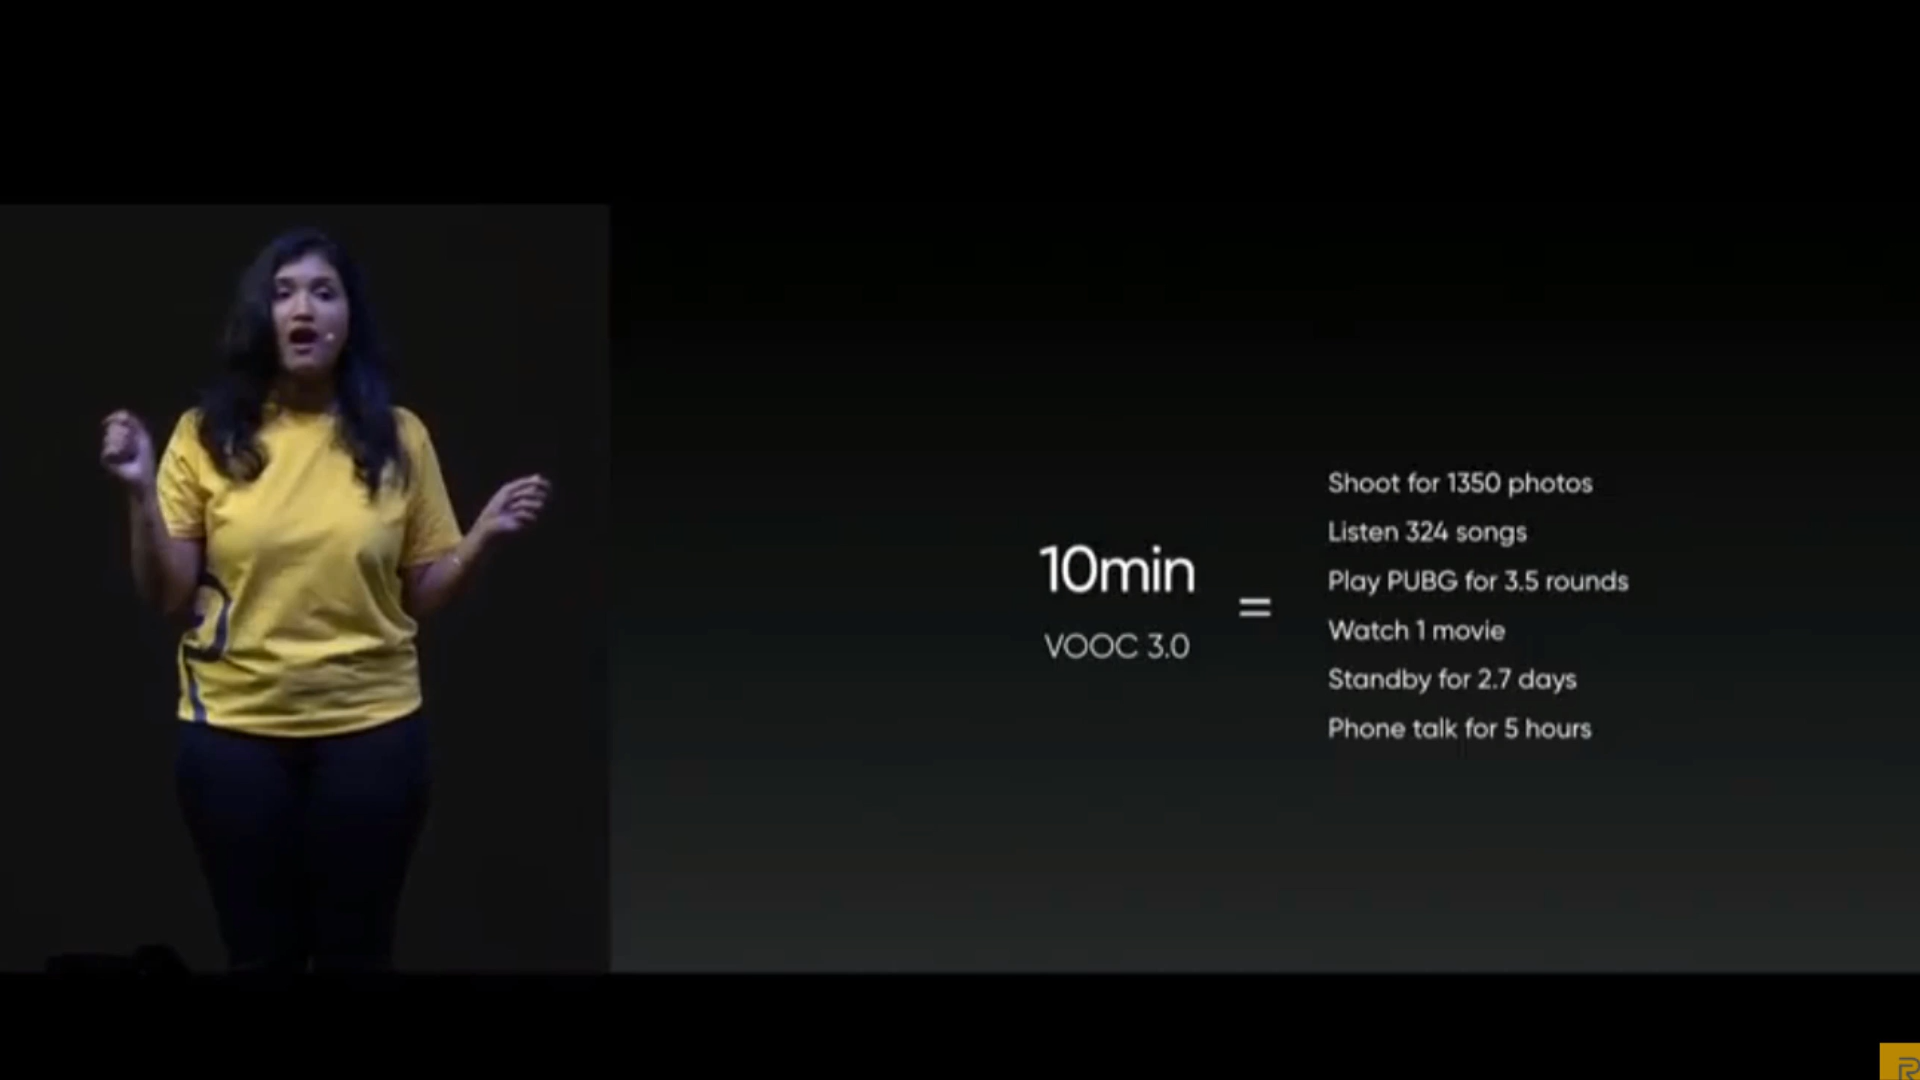 10min
VOOC 3.0
=
Shoot for 1350 photos
Listen 324 songs
Play PUBG for 3.5 rounds
Watch 1 movie
Standby for 2.7 days
Phone talk for 5 hours
R